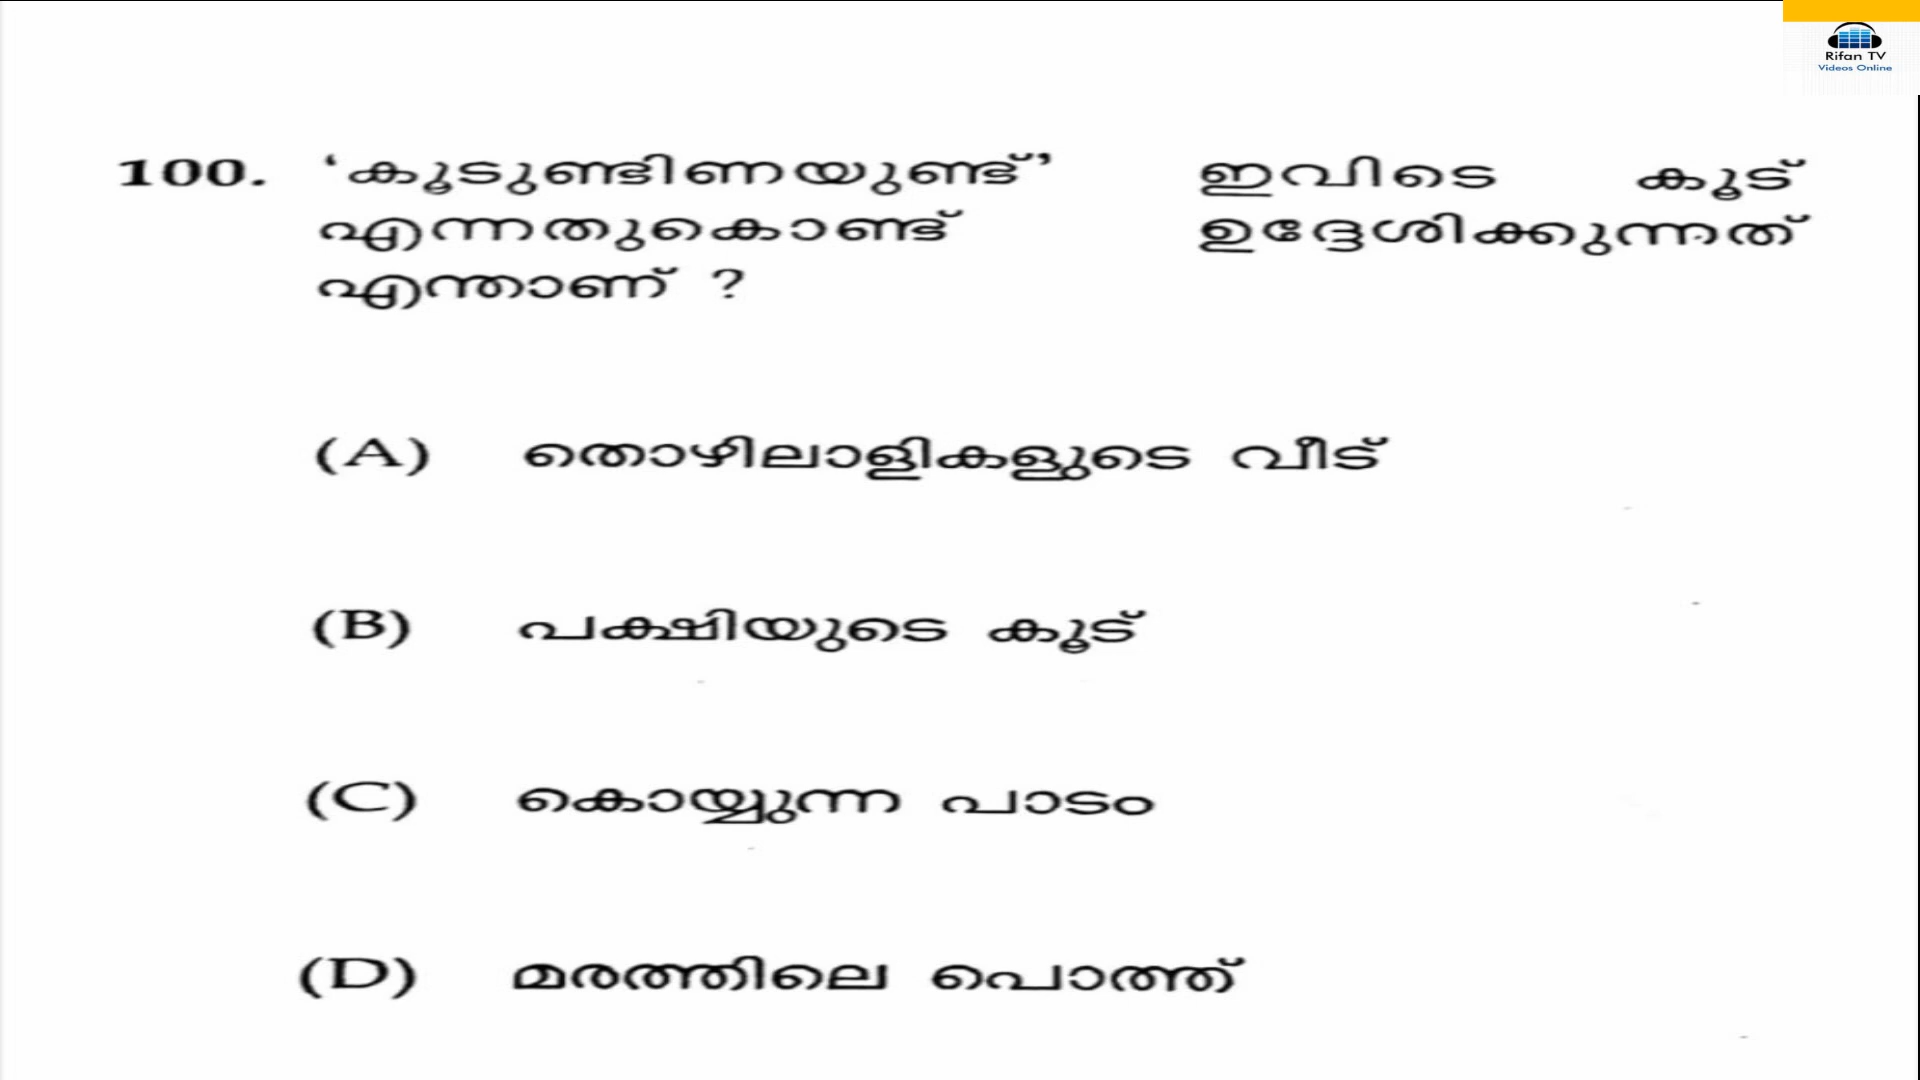 Rifan TV
Videos Online
100. ‘കൂടുണ്ടിണയുണ്ട്’ ഇവിടെ കൂട്
എന്നതുകൊണ്ട് ഉദ്ദേശിക്കുന്നത്
എന്താണ് ?
(A) തൊഴിലാളികളുടെ വീട്
(B) പക്ഷിയുടെ കൂട്
(C) കൊയ്യുന്ന പാടം
(D) മരത്തിലെ പൊത്ത്